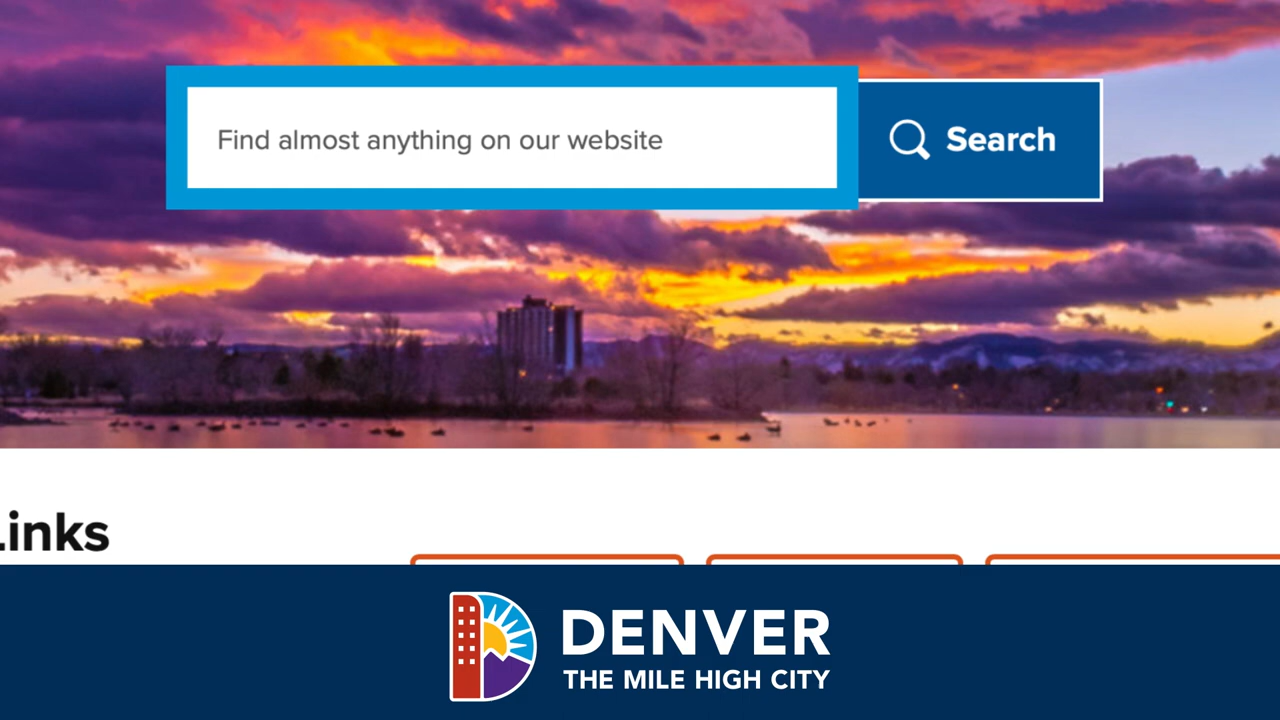 Find almost anything on our website
Search
Links
DENVER
THE MILE HIGH CITY